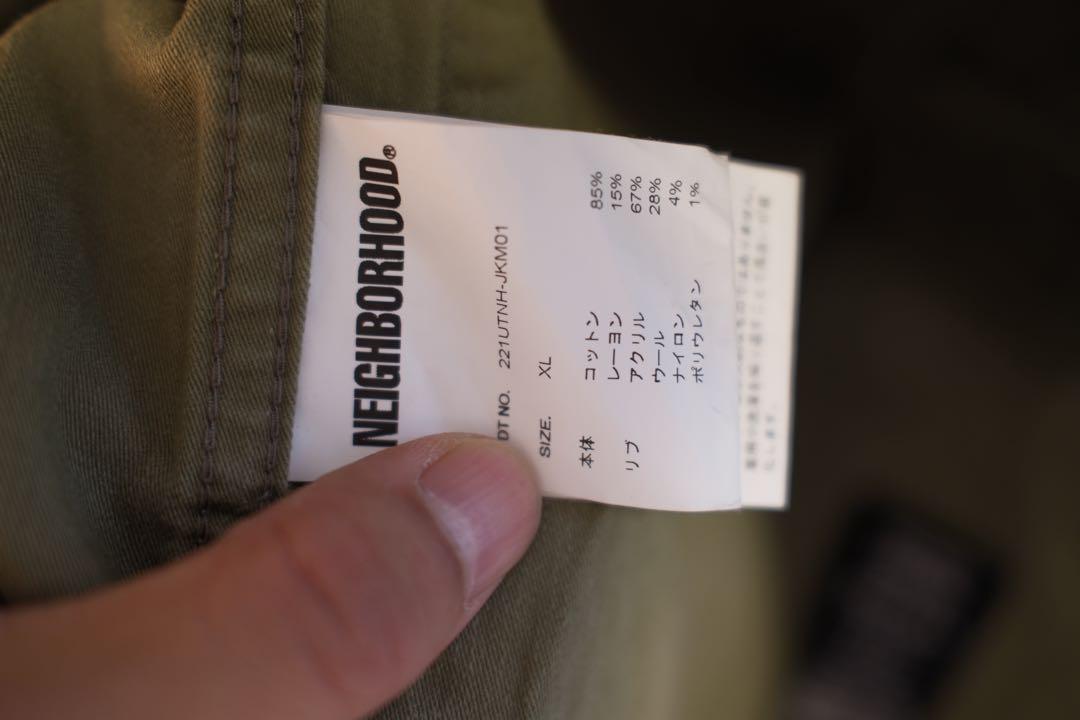 NEIGHBORHOOD®
DT NO. 221UTNH-JKM01
SIZE. XL
本体 コットン 85%
レーヨン 15%
リブ アクリル 67%
ウール 28%
ナイロン 4%
ポリウレタン 1%